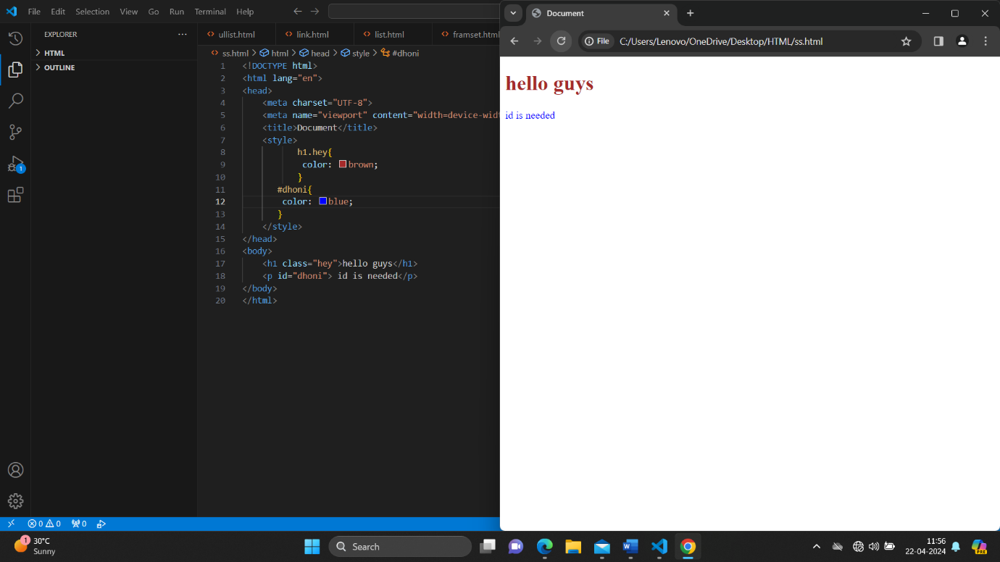 File Edit Selection View Go Run Terminal Help
EXPLORER
HTML
OUTLINE
ullist.html link.html list.html framset.html
ss.html > html > head > style > #dhoni
1 <!DOCTYPE html>
2 <html lang="en">
3 <head>
4 <meta charset="UTF-8">
5 <meta name="viewport" content="width=device-widt
6 <title>Document</title>
7 <style>
8 h1.hey{
9 color: brown;
10 }
11 #dhoni{
12 color: blue;
13 }
14 </style>
15 </head>
16 <body>
17 <h1 class="hey">hello guys</h1>
18 <p id="dhoni"> id is needed</p>
19 </body>
20 </html>
1
0 0 0
Document
File C:/Users/Lenovo/OneDrive/Desktop/HTML/ss.html
hello guys
id is needed
1
30°C
Sunny
Search
11:56
22-04-2024
PRE